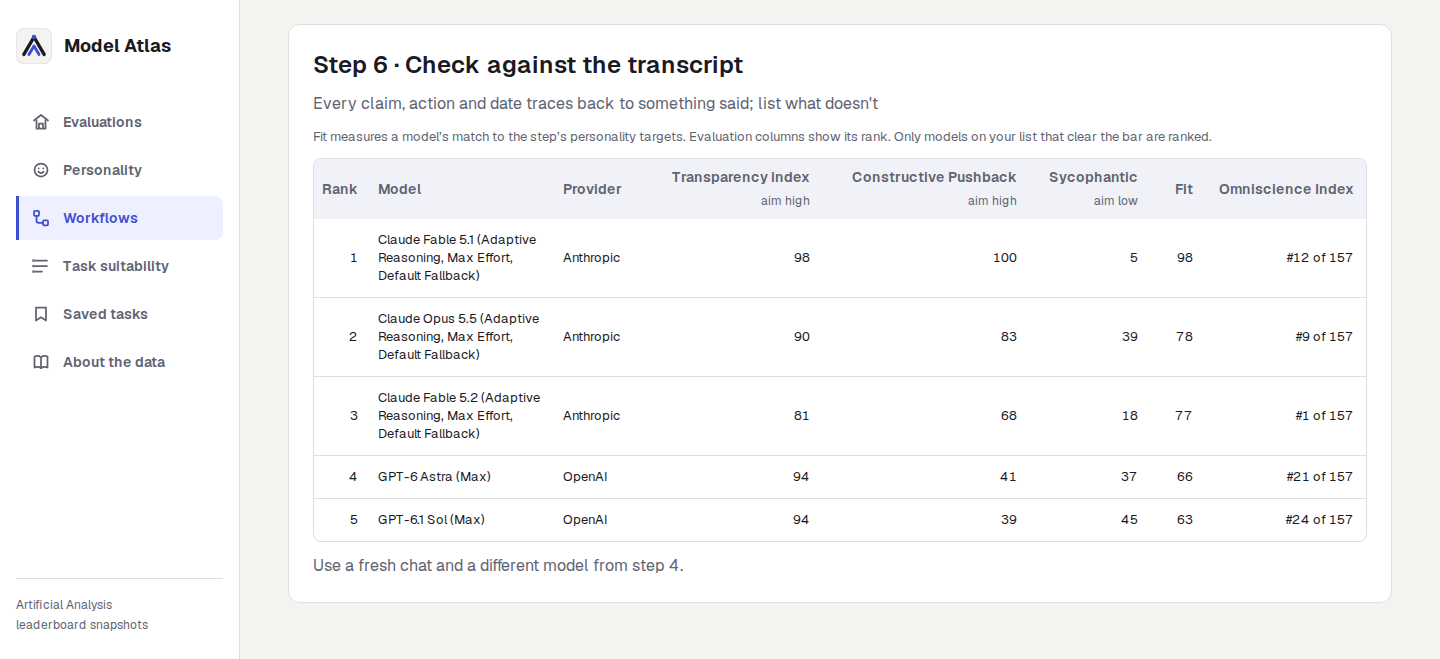 Model Atlas
Evaluations
Personality
Workflows
Task suitability
Saved tasks
About the data
Artificial Analysis
leaderboard snapshots
Step 6 · Check against the transcript
Every claim, action and date traces back to something said; list what doesn't
Fit measures a model's match to the step's personality targets. Evaluation columns show its rank. Only models on your list that clear the bar are ranked.
Rank Model Provider Transparency Index aim high Constructive Pushback aim high Sycophantic aim low Fit Omniscience Index
1 Claude Fable 5.1 (Adaptive Reasoning, Max Effort, Default Fallback) Anthropic 98 100 5 98 #12 of 157
2 Claude Opus 5.5 (Adaptive Reasoning, Max Effort, Default Fallback) Anthropic 90 83 39 78 #9 of 157
3 Claude Fable 5.2 (Adaptive Reasoning, Max Effort, Default Fallback) Anthropic 81 68 18 77 #1 of 157
4 GPT-6 Astra (Max) OpenAI 94 41 37 66 #21 of 157
5 GPT-6.1 Sol (Max) OpenAI 94 39 45 63 #24 of 157
Use a fresh chat and a different model from step 4.